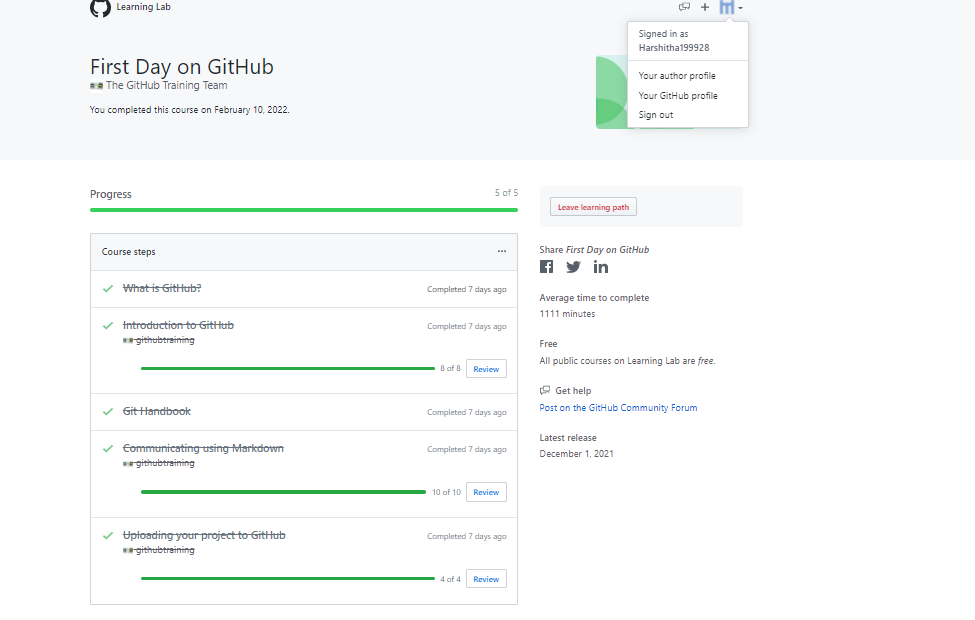 Learning Lab
Signed in as
Harshitha199928
Your author profile
Your GitHub profile
Sign out
First Day on GitHub
The GitHub Training Team
You completed this course on February 10, 2022.
Progress
5 of 5
Course steps
What is GitHub?
Completed 7 days ago
Introduction to GitHub
Completed 7 days ago
githubtraining
8 of 8
Review
Git Handbook
Completed 7 days ago
Communicating using Markdown
Completed 7 days ago
githubtraining
10 of 10
Review
Uploading your project to GitHub
Completed 7 days ago
githubtraining
4 of 4
Review
Leave learning path
Share First Day on GitHub
Average time to complete
1111 minutes
Free
All public courses on Learning Lab are free.
Get help
Post on the GitHub Community Forum
Latest release
December 1, 2021